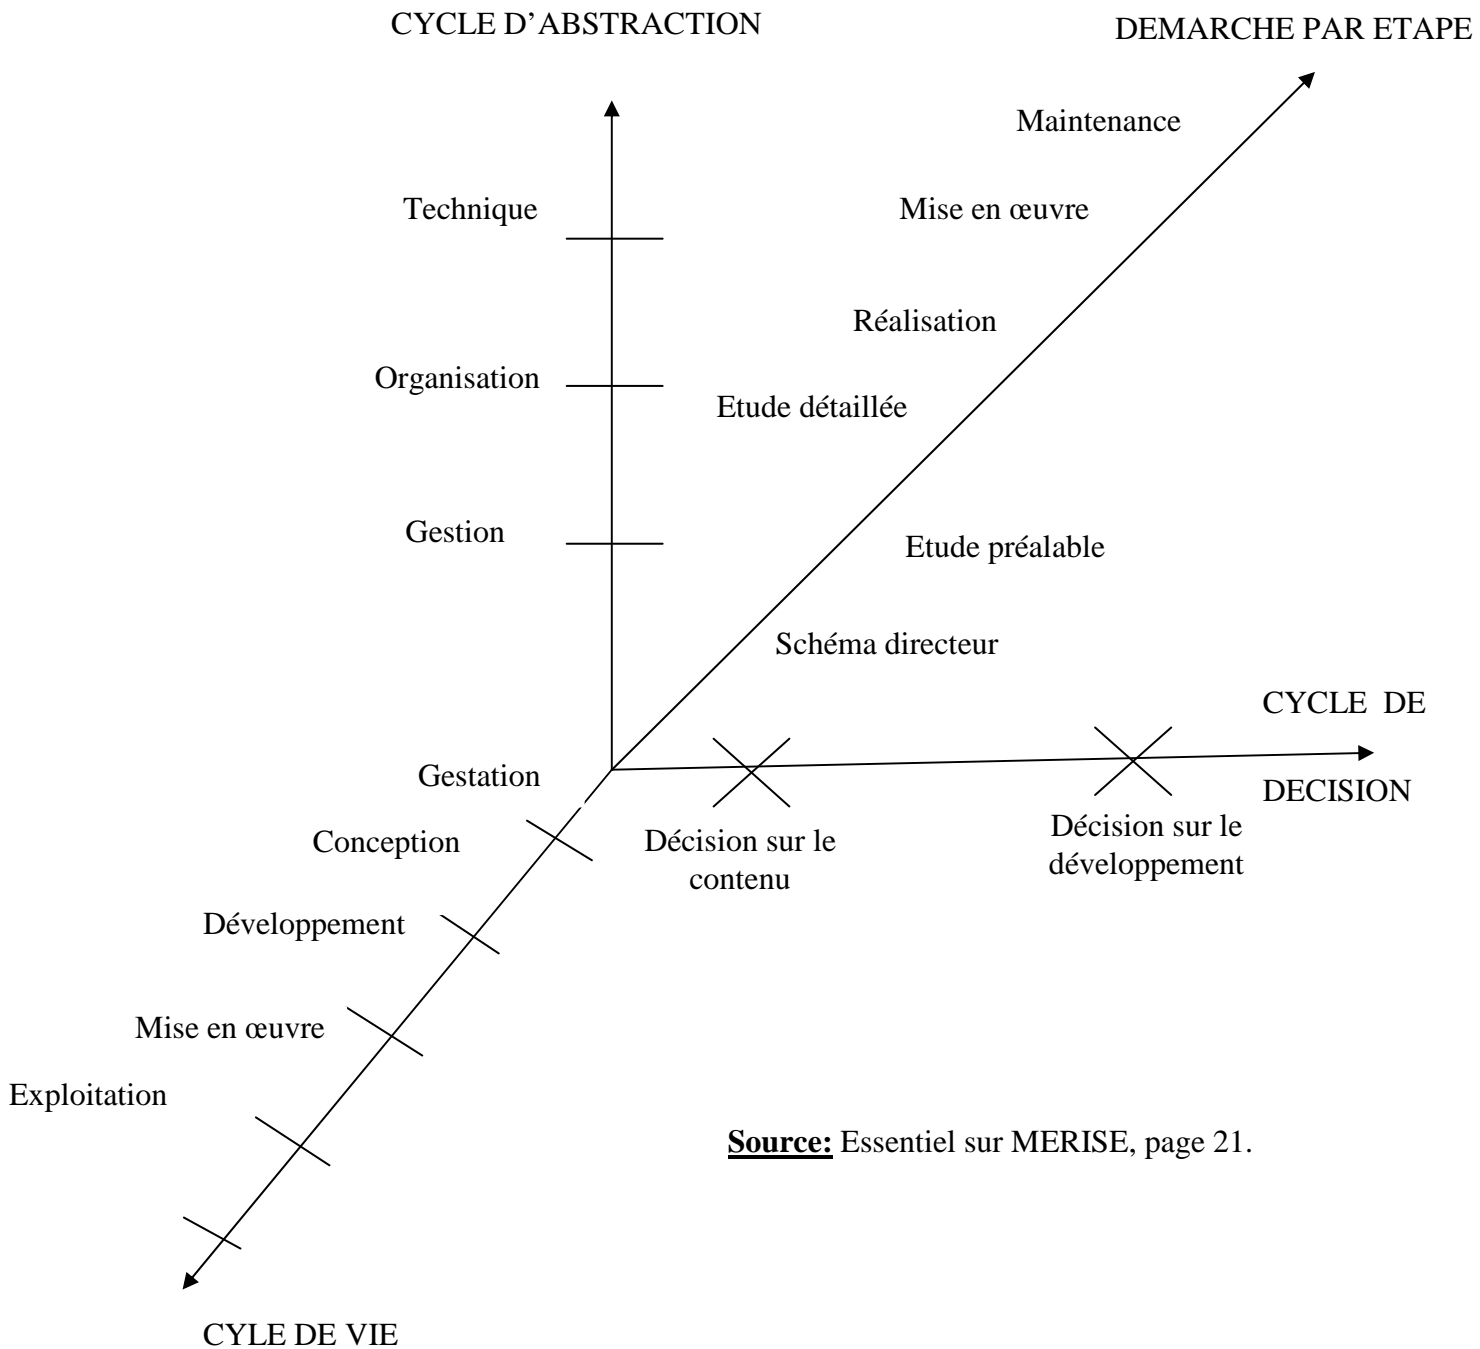 CYCLE D’ABSTRACTION
DEMARCHE PAR ETAPE
Maintenance
Technique
Mise en œuvre
Réalisation
Organisation
Etude détaillée
Gestion
Etude préalable
Schéma directeur
CYCLE DE
DECISION
Gestation
Conception
Décision sur le
contenu
Décision sur le
développement
Développement
Mise en œuvre
Exploitation
Source: Essentiel sur MERISE, page 21.
CYLE DE VIE